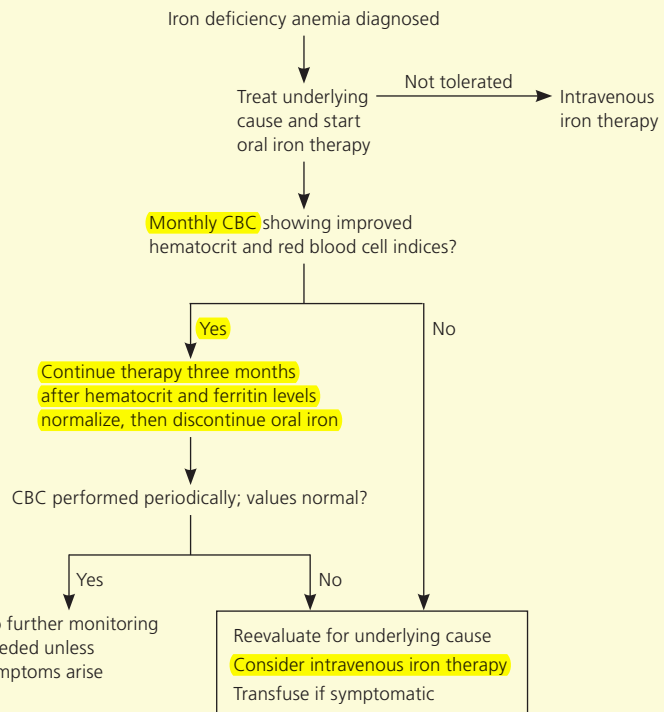 Iron deficiency anemia diagnosed
Treat underlying
cause and start
oral iron therapy
Not tolerated
Intravenous
iron therapy
Monthly CBC showing improved
hematocrit and red blood cell indices?
Yes
No
Continue therapy three months
after hematocrit and ferritin levels
normalize, then discontinue oral iron
CBC performed periodically; values normal?
Yes
No
further monitoring
unless
arise
Reevaluate for underlying cause
Consider intravenous iron therapy
Transfuse if symptomatic